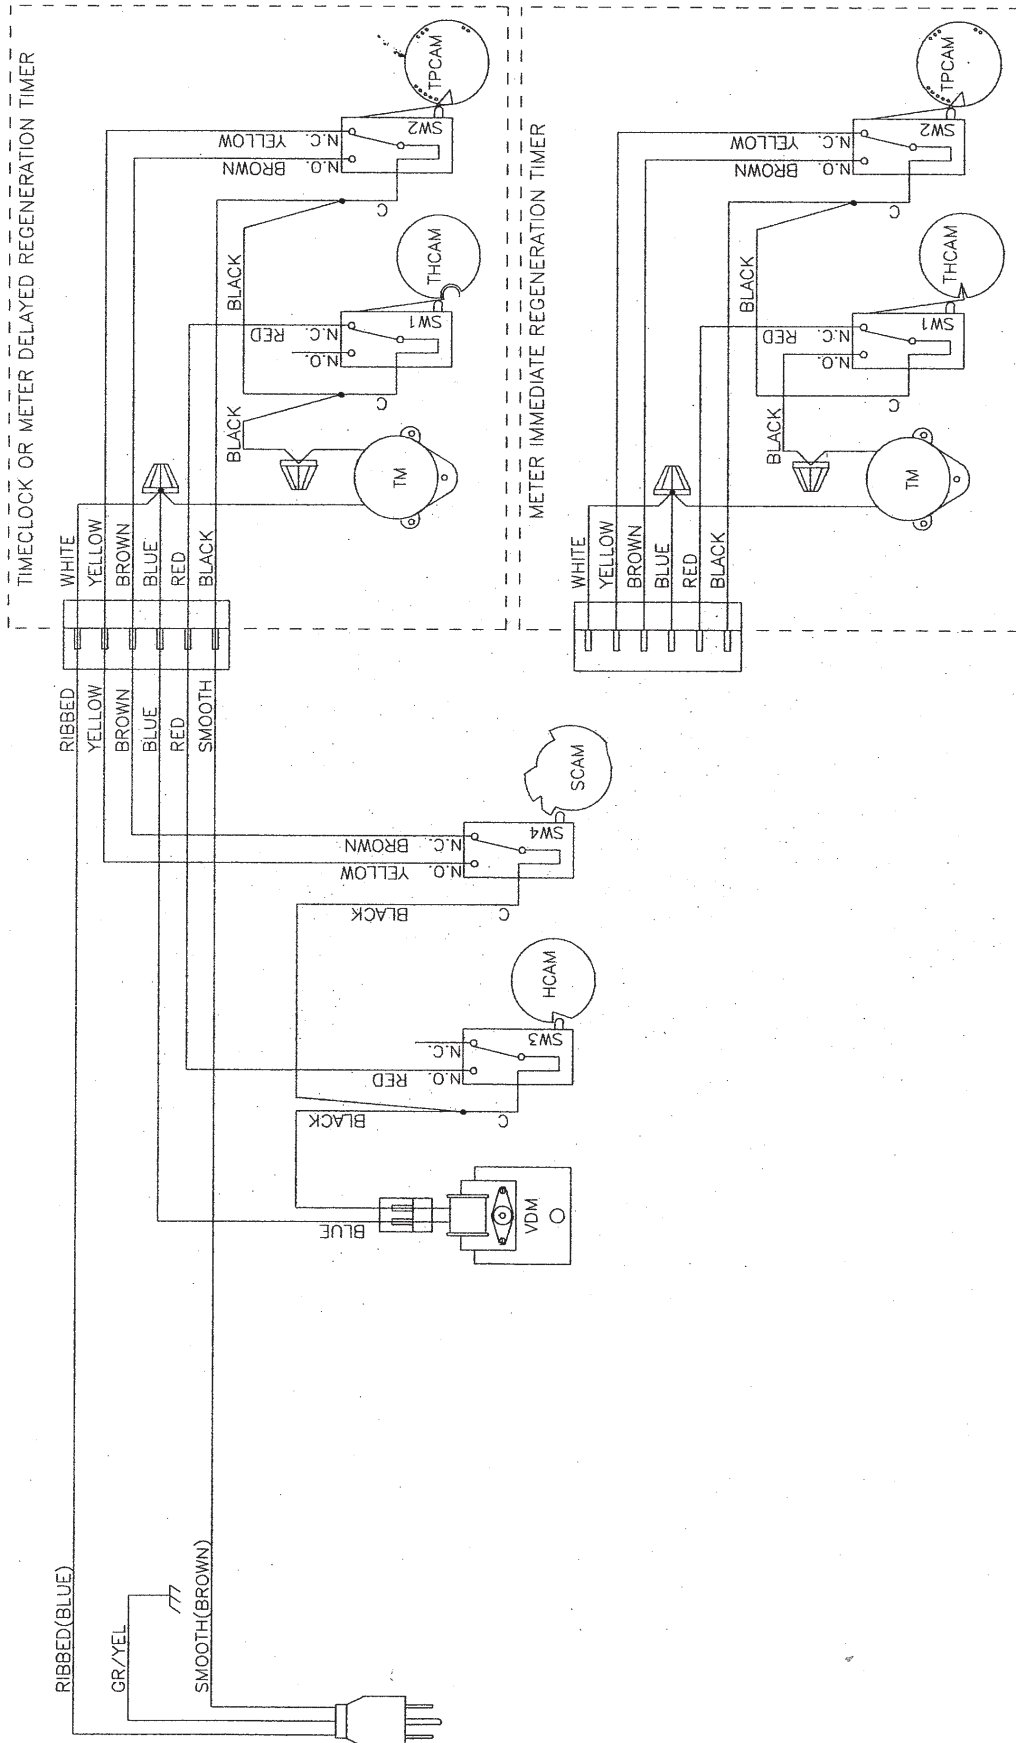 TIMECLOCK OR METER DELAYED REGENERATION TIMER
WHITE
YELLOW
BROWN
BLUE
RED
BLACK
RIBBED
YELLOW
BROWN
BLUE
RED
SMOOTH
YELLOW
N.C.
BROWN
N.O.
SW2
TPCAM
C
BLACK
THCAM
RED
N.C.
N.O.
SW1
C
BLACK
TM
METER IMMEDIATE REGENERATION TIMER
WHITE
YELLOW
BROWN
BLUE
RED
BLACK
YELLOW
N.C.
BROWN
N.O.
SW2
TPCAM
C
BLACK
THCAM
RED
N.C.
N.O.
SW1
C
BLACK
TM
SCAM
BROWN
N.C.
YELLOW
N.O.
SW4
BLACK
C
HCAM
N.C.
RED
N.O.
SW3
BLACK
C
BLUE
VDM
RIBBED(BLUE)
GR/YEL
SMOOTH(BROWN)